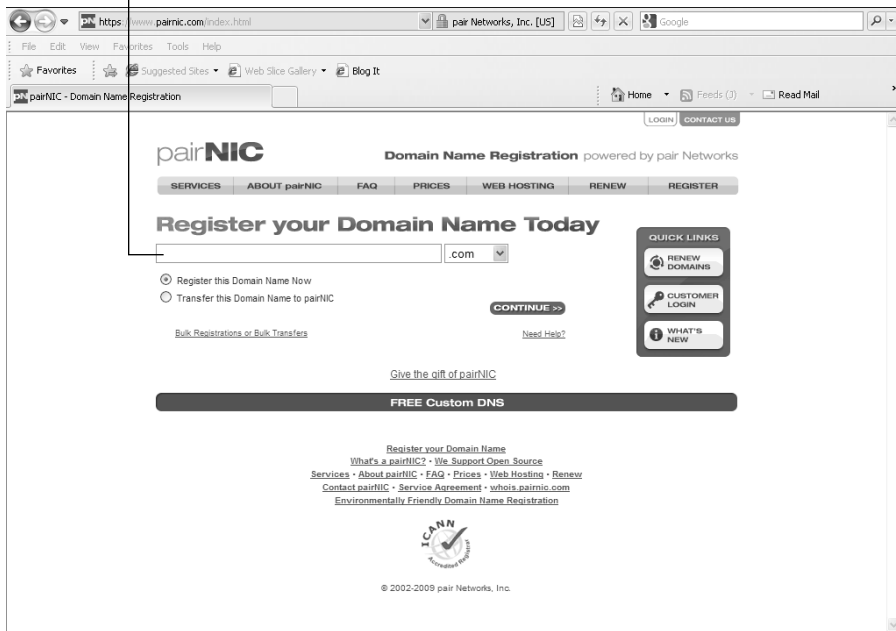 https://www.pairnic.com/index.html
pair Networks, Inc. [US]
Google
File Edit View Favorites Tools Help
Favorites Suggested Sites Web Slice Gallery Blog It
pairNIC - Domain Name Registration
Home Feeds (J) Read Mail
LOGIN CONTACT US
pairNIC
Domain Name Registration powered by pair Networks
SERVICES ABOUT pairNIC FAQ PRICES WEB HOSTING RENEW REGISTER
Register your Domain Name Today
.com
Register this Domain Name Now
Transfer this Domain Name to pairNIC
CONTINUE >>
Bulk Registrations or Bulk Transfers
Need Help?
QUICK LINKS
RENEW
DOMAINS
CUSTOMER
LOGIN
WHAT'S
NEW
Give the gift of pairNIC
FREE Custom DNS
Register your Domain Name
What's a pairNIC? • We Support Open Source
Services • About pairNIC • FAQ • Prices • Web Hosting • Renew
Contact pairNIC • Service Agreement • whois.pairnic.com
Environmentally Friendly Domain Name Registration
ICANN
Accredited Registrar
© 2002-2009 pair Networks, Inc.